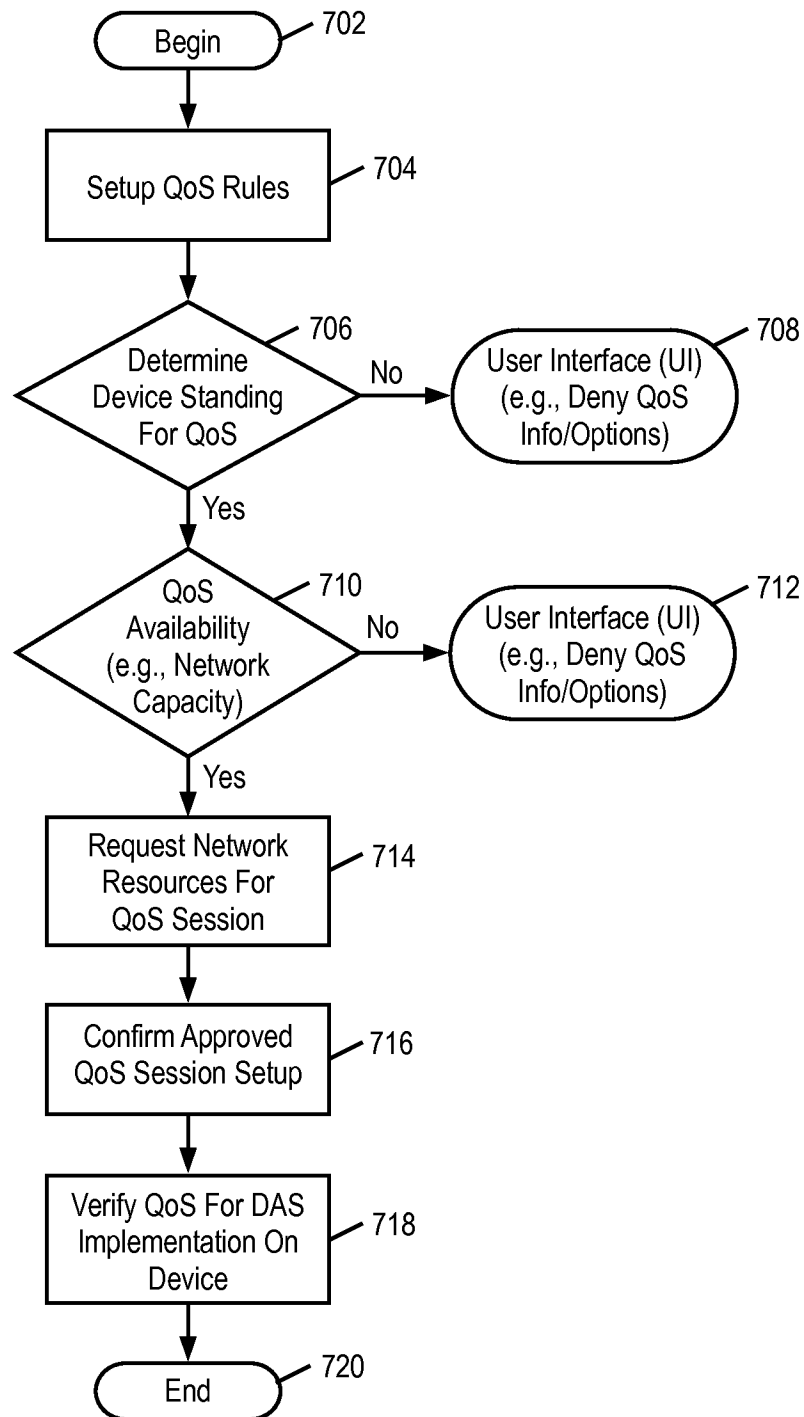 Begin
702
Setup QoS Rules
704
706
Determine
Device Standing
For QoS
No
708
User Interface (UI)
(e.g., Deny QoS
Info/Options)
Yes
710
QoS
Availability
(e.g., Network
Capacity)
No
712
User Interface (UI)
(e.g., Deny QoS
Info/Options)
Yes
Request Network
Resources For
QoS Session
714
Confirm Approved
QoS Session Setup
716
Verify QoS For DAS
Implementation On
Device
718
End
720